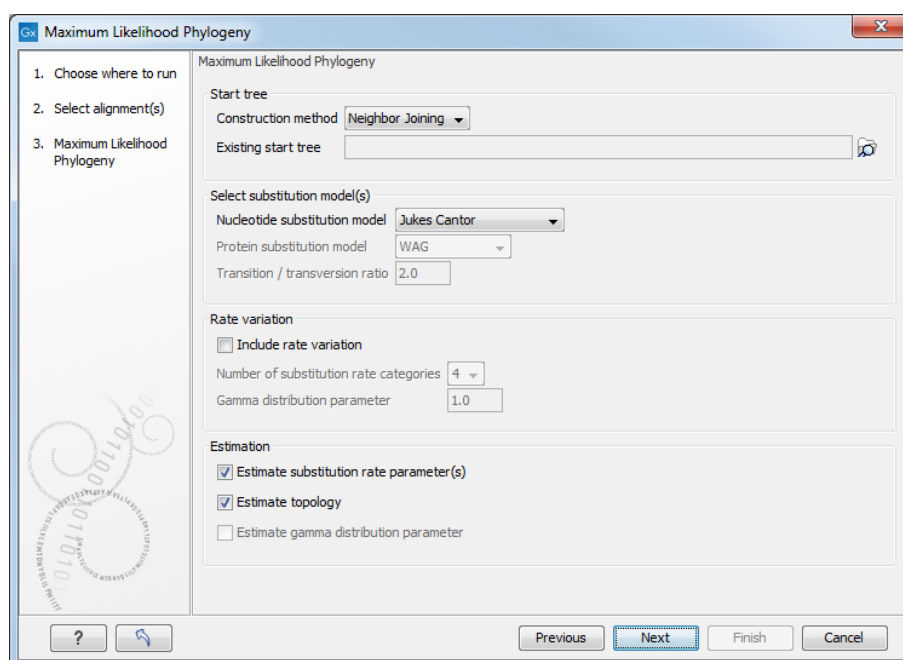 Gx Maximum Likelihood Phylogeny
1. Choose where to run
2. Select alignment(s)
3. Maximum Likelihood
Phylogeny
Maximum Likelihood Phylogeny
Start tree
Construction method Neighbor Joining
Existing start tree
Select substitution model(s)
Nucleotide substitution model Jukes Cantor
Protein substitution model WAG
Transition / transversion ratio 2.0
Rate variation
Include rate variation
Number of substitution rate categories 4
Gamma distribution parameter 1.0
Estimation
Estimate substitution rate parameter(s)
Estimate topology
Estimate gamma distribution parameter
? Previous Next Finish Cancel